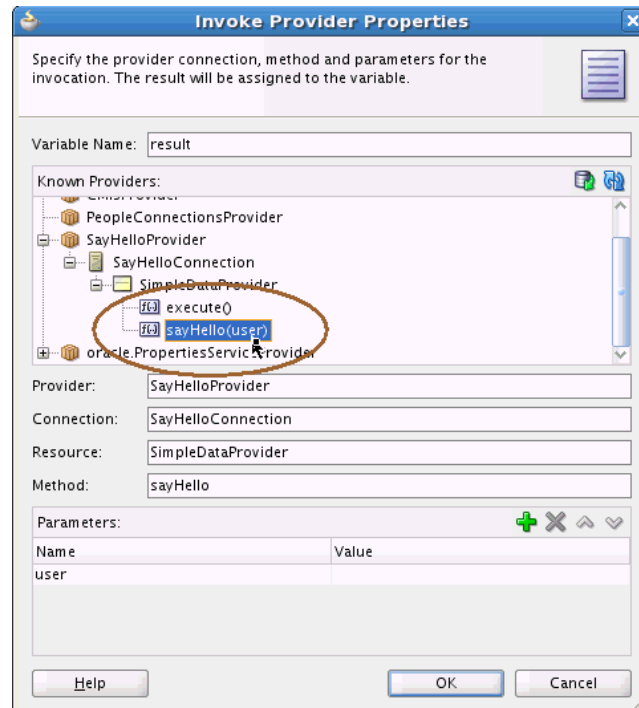 Invoke Provider Properties
Specify the provider connection, method and parameters for the
invocation. The result will be assigned to the variable.
Variable Name: result
Known Providers:
PeopleConnectionsProvider
SayHelloProvider
SayHelloConnection
SimpleDataProvider
execute()
sayHello(user)
Provider: SayHelloProvider
Connection: SayHelloConnection
Resource: SimpleDataProvider
Method: sayHello
Parameters:
Name Value
user
Help OK Cancel